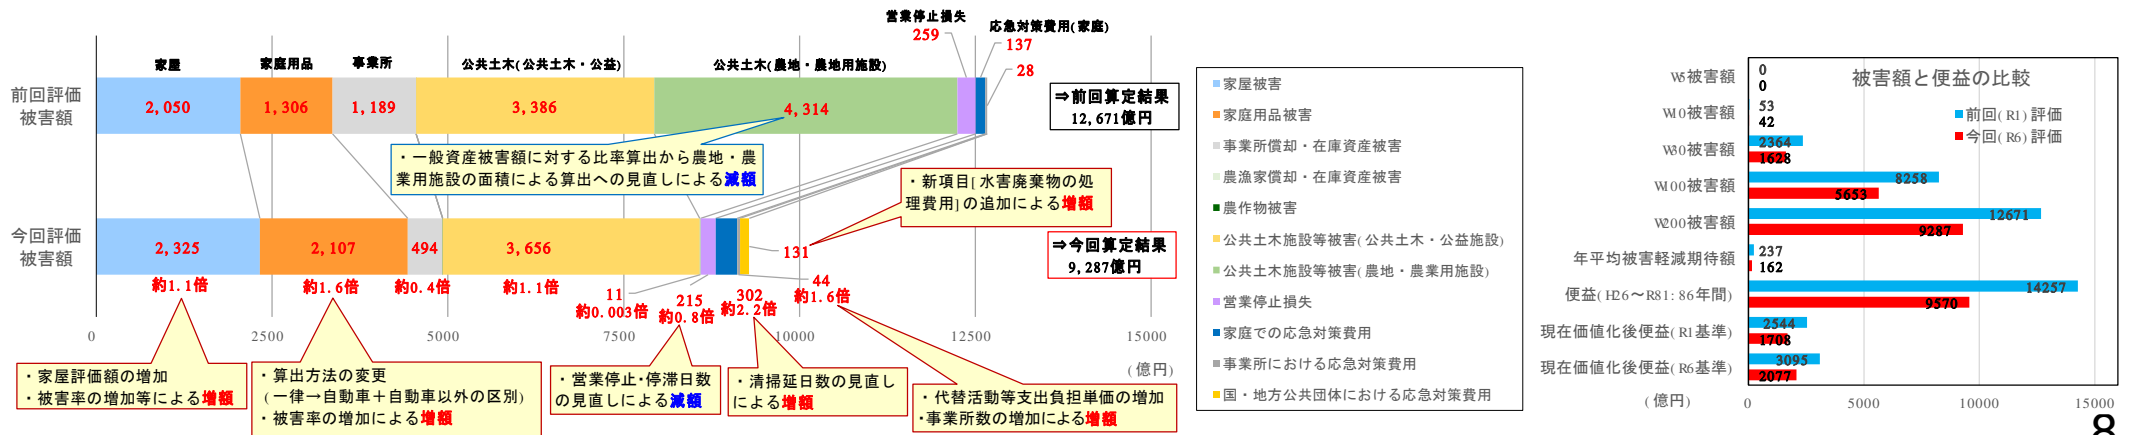 営業停止損失
259
応急対策費用(家庭)
137
28
家屋
家庭用品
事業所
公共土木(公共土木・公益)
公共土木(農地・農地用施設)
前回評価
被害額
2,050
1,306
1,189
3,386
4,314
⇒前回算定結果
12,671億円
・一般資産被害額に対する比率算出から農地・農
業用施設の面積による算出への見直しによる減額
・新項目[水害廃棄物の処
理費用]の追加による増額
今回評価
被害額
2,325
2,107
494
3,656
131
⇒今回算定結果
9,287億円
約1.1倍
約1.6倍
約0.4倍
約1.1倍
11
約0.003倍
215
約0.8倍
302
約2.2倍
44
約1.6倍
0
2500
5000
7500
10000
12500
15000
(億円)
・家屋評価額の増加
・被害率の増加等による増額
・算出方法の変更
(一律→自動車＋自動車以外の区別)
・被害率の増加による増額
・営業停止・停滞日数
の見直しによる減額
・清掃延日数の見直し
による増額
・代替活動等支出負担単価の増加
・事業所数の増加による増額
家屋被害
家庭用品被害
事業所償却・在庫資産被害
農漁家償却・在庫資産被害
農作物被害
公共土木施設等被害(公共土木・公益施設)
公共土木施設等被害(農地・農業用施設)
営業停止損失
家庭での応急対策費用
事業所における応急対策費用
国・地方公共団体における応急対策費用
被害額と便益の比較
前回(R1)評価
今回(R6)評価
W5被害額
0
0
W10被害額
53
42
W30被害額
2364
1628
W100被害額
8258
5653
W200被害額
12671
9287
年平均被害軽減期待額
237
162
便益(H26～R81:86年間)
14257
9570
現在価値化後便益(R1基準)
2544
1708
現在価値化後便益(R6基準)
3095
2077
(億円)
0
5000
10000
15000
8